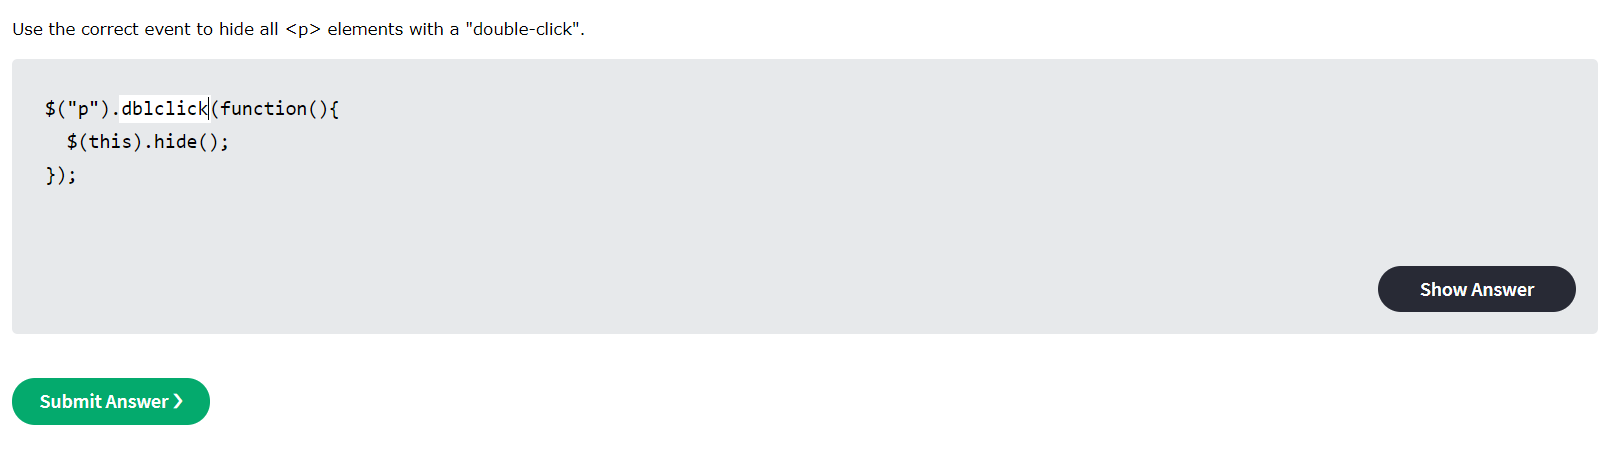 Use the correct event to hide all <p> elements with a "double-click".
$("p").dblclick(function(){
  $(this).hide();
});
Show Answer
Submit Answer ❯